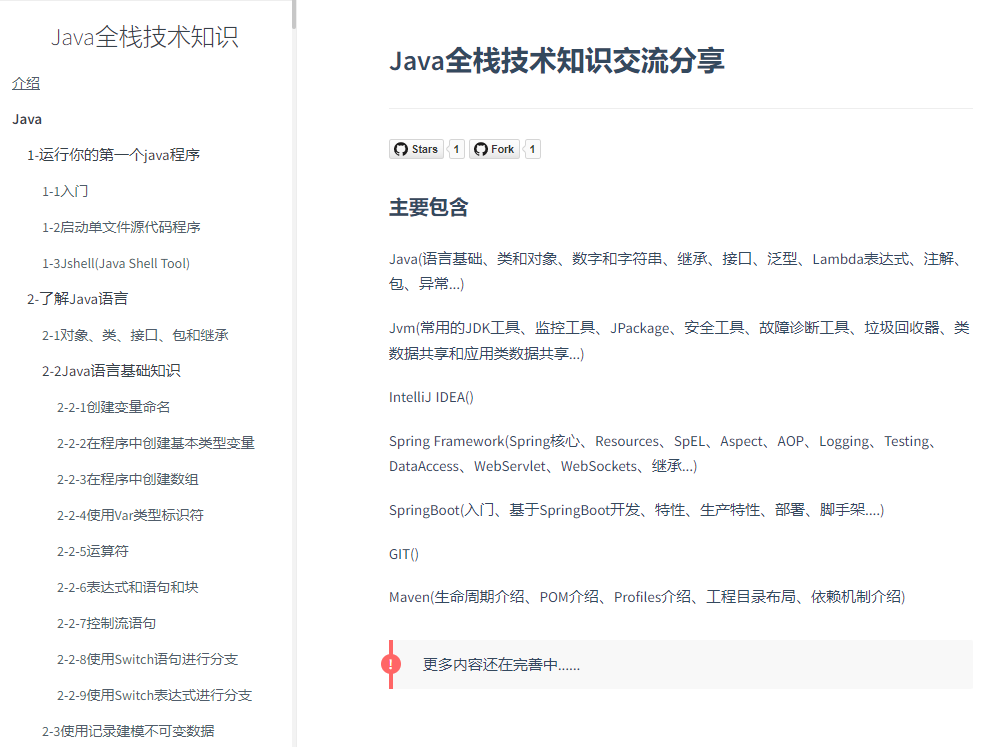 Java全栈技术知识
介绍
Java
1-运行你的第一个java程序
1-1入门
1-2启动单文件源代码程序
1-3Jshell(Java Shell Tool)
2-了解Java语言
2-1对象、类、接口、包和继承
2-2Java语言基础知识
2-2-1创建变量命名
2-2-2在程序中创建基本类型变量
2-2-3在程序中创建数组
2-2-4使用Var类型标识符
2-2-5运算符
2-2-6表达式和语句和块
2-2-7控制流语句
2-2-8使用Switch语句进行分支
2-2-9使用Switch表达式进行分支
2-3使用记录建模不可变数据
Java全栈技术知识交流分享
Stars 1 Fork 1
主要包含
Java(语言基础、类和对象、数字和字符串、继承、接口、泛型、Lambda表达式、注解、
包、异常...)
Jvm(常用的JDK工具、监控工具、JPackage、安全工具、故障诊断工具、垃圾回收器、类
数据共享和应用类数据共享...)
IntelliJ IDEA()
Spring Framework(Spring核心、Resources、SpEL、Aspect、AOP、Logging、Testing、
DataAccess、WebServlet、WebSockets、继承...)
SpringBoot(入门、基于SpringBoot开发、特性、生产特性、部署、脚手架....)
GIT()
Maven(生命周期介绍、POM介绍、Profiles介绍、工程目录布局、依赖机制介绍)
! 更多内容还在完善中......